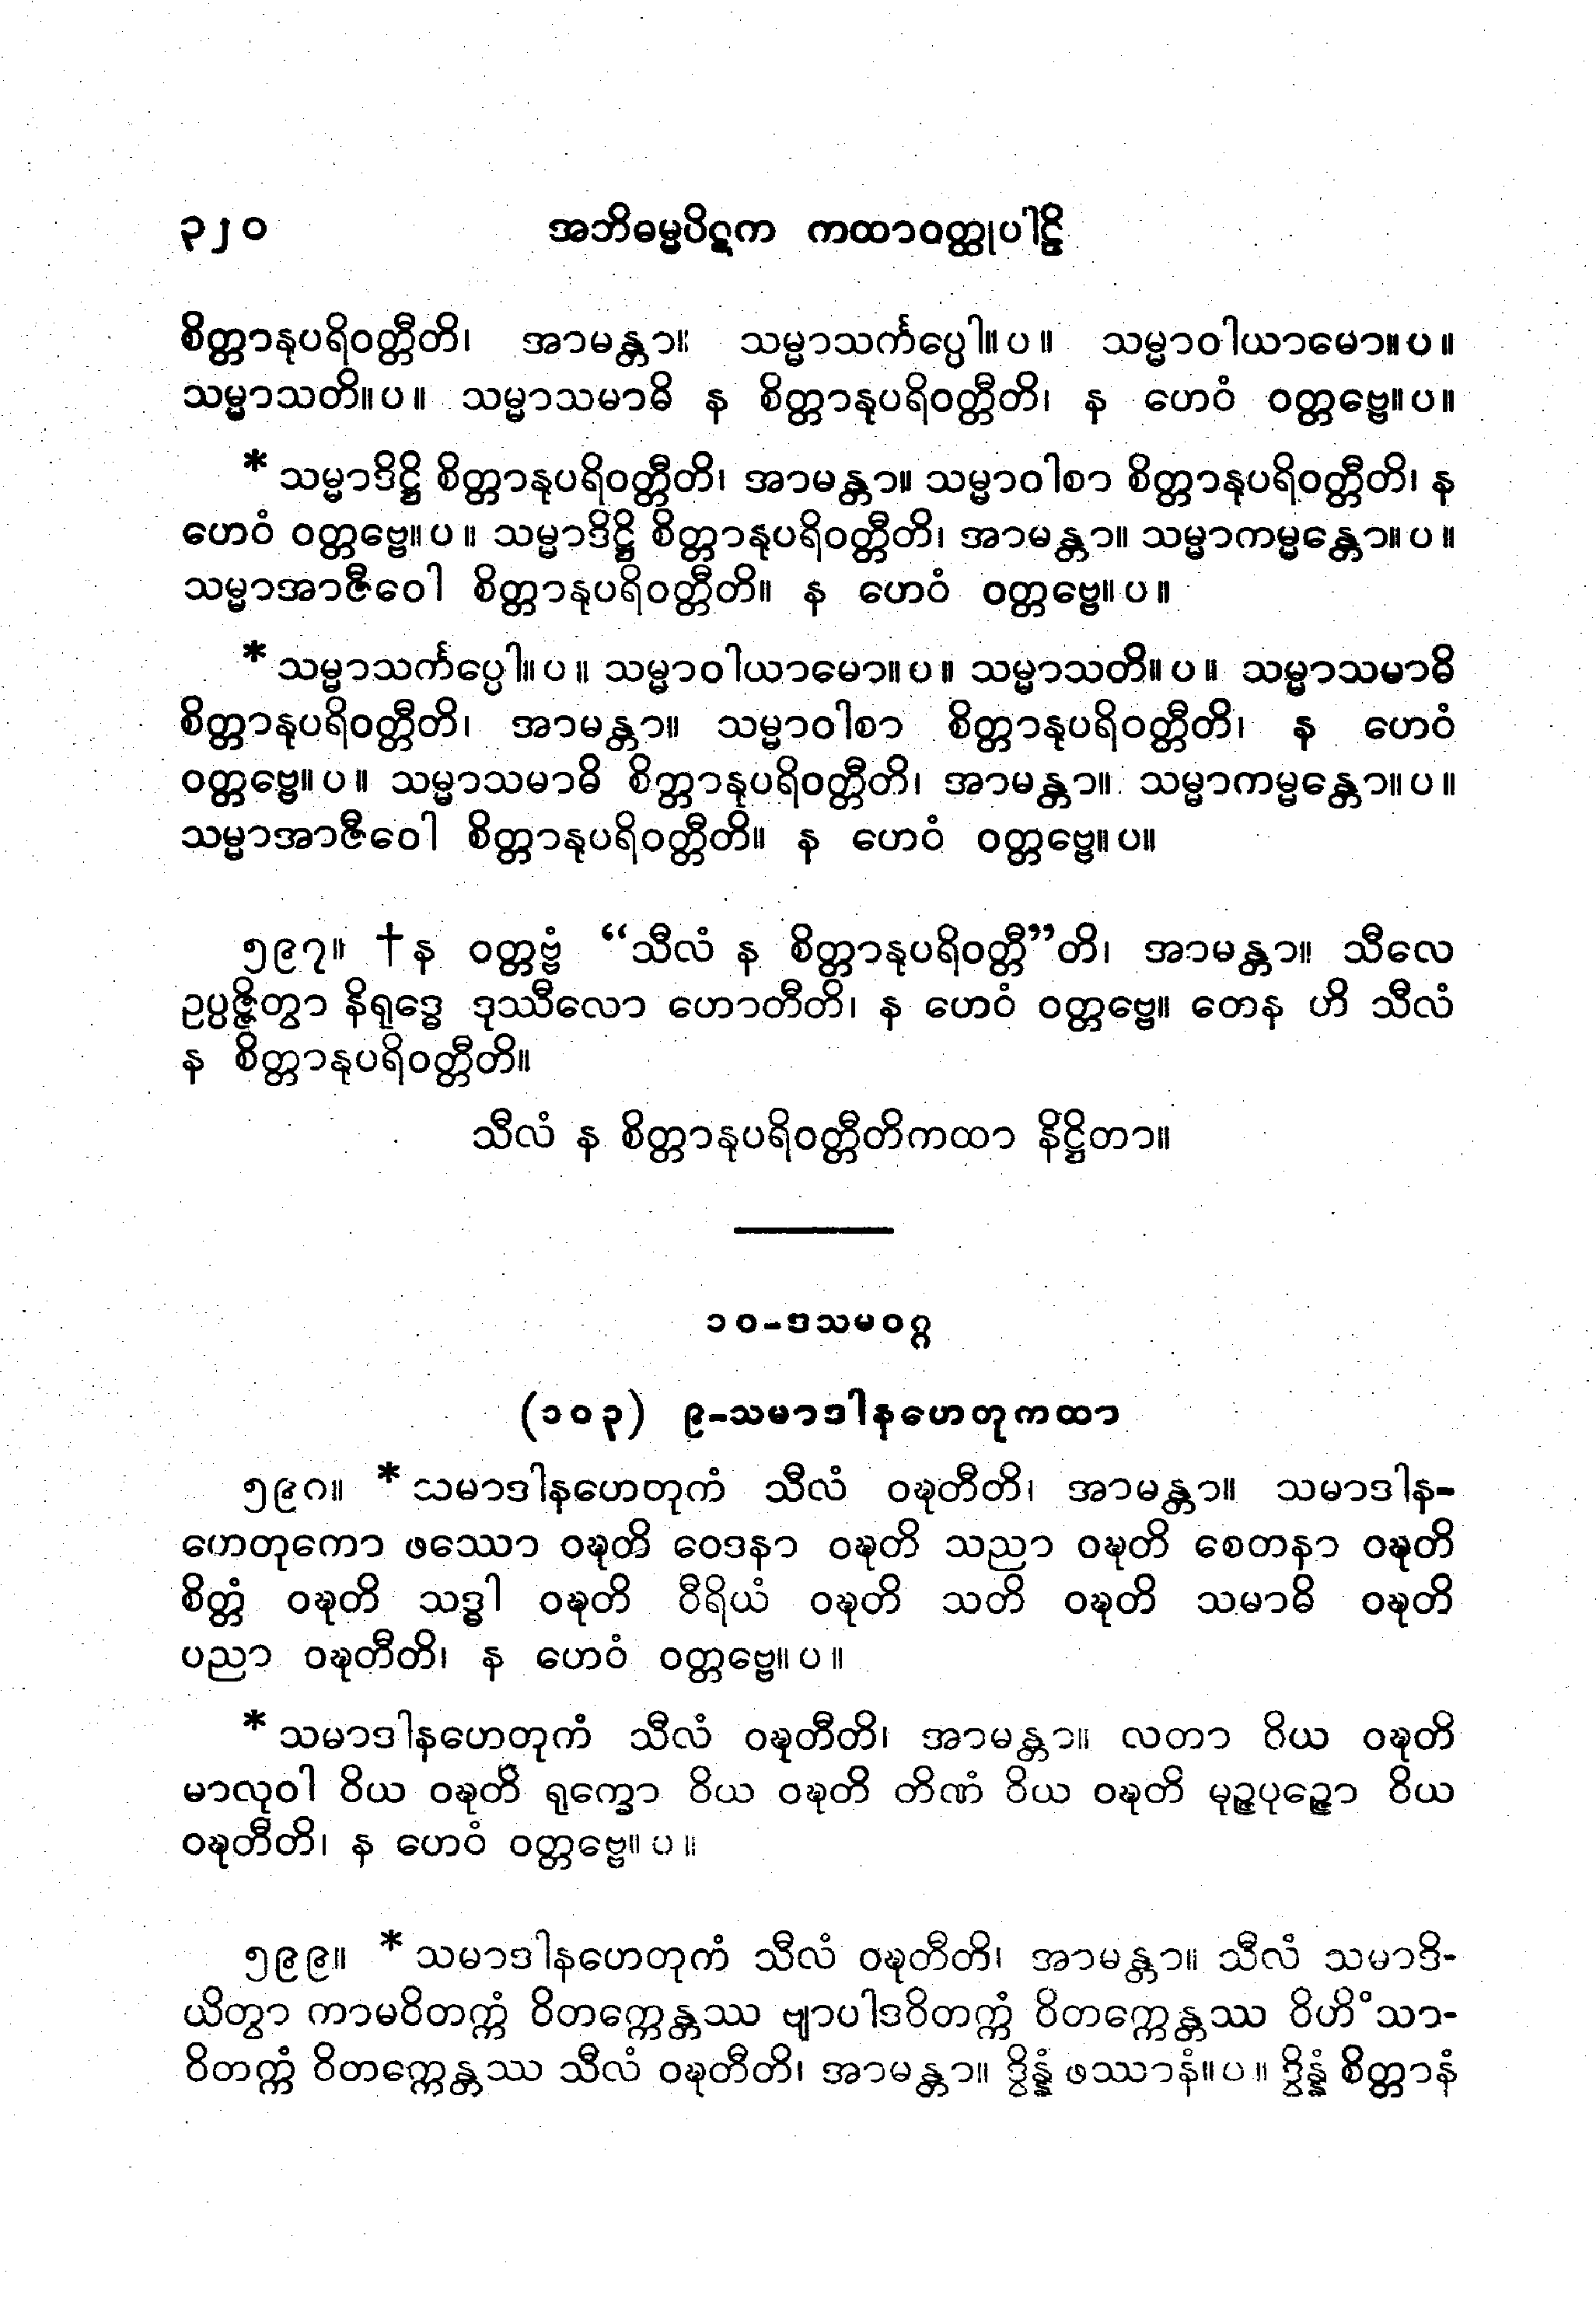 ၃၂၀ အဘိဓမ္မပိဋက ကထာဝတ္ထုပါဠိ
စိတ္တာနုပရိဝတ္တီတိ၊ အာမန္တာ။ သမ္မာသင်္ကပ္ပေါ။ပ။ သမ္မာဝါယာမော။ပ။
သမ္မာသတိ။ပ။ သမ္မာသမာဓိ န စိတ္တာနုပရိဝတ္တီတိ၊ န ဟေဝံ ဝတ္တဗ္ဗေ။ပ။
* သမ္မာဒိဋ္ဌိ စိတ္တာနုပရိဝတ္တီတိ၊ အာမန္တာ။ သမ္မာဝါစာ စိတ္တာနုပရိဝတ္တီတိ၊ န
ဟေဝံ ဝတ္တဗ္ဗေ။ပ။ သမ္မာဒိဋ္ဌိ စိတ္တာနုပရိဝတ္တီတိ၊ အာမန္တာ။ သမ္မာကမ္မန္တော။ပ။
သမ္မာအာဇီဝေါ စိတ္တာနုပရိဝတ္တီတိ။ န ဟေဝံ ဝတ္တဗ္ဗေ။ပ။
* သမ္မာသင်္ကပ္ပေါ။ပ။ သမ္မာဝါယာမော။ပ။ သမ္မာသတိ။ပ။ သမ္မာသမာဓိ
စိတ္တာနုပရိဝတ္တီတိ၊ အာမန္တာ။ သမ္မာဝါစာ စိတ္တာနုပရိဝတ္တီတိ၊ န ဟေဝံ
ဝတ္တဗ္ဗေ။ပ။ သမ္မာသမာဓိ စိတ္တာနုပရိဝတ္တီတိ၊ အာမန္တာ။ သမ္မာကမ္မန္တော။ပ။
သမ္မာအာဇီဝေါ စိတ္တာနုပရိဝတ္တီတိ။ န ဟေဝံ ဝတ္တဗ္ဗေ။ပ။
၅၉၇။ † န ဝတ္တဗ္ဗံ “သီလံ န စိတ္တာနုပရိဝတ္တီ”တိ၊ အာမန္တာ။ သီလေ
ဥပ္ပဇ္ဇိတွာ နိရုဒ္ဓေ ဒုဿီလော ဟောတီတိ၊ န ဟေဝံ ဝတ္တဗ္ဗေ။ တေန ဟိ သီလံ
န စိတ္တာနုပရိဝတ္တီတိ။
သီလံ န စိတ္တာနုပရိဝတ္တီတိကထာ နိဋ္ဌိတာ။
၁၀-ဒသမဝဂ္ဂ
(၁၀၃) ၉-သမာဒါနဟေတုကထာ
၅၉၈။ * သမာဒါနဟေတုကံ သီလံ ဝဍ္ဎတီတိ၊ အာမန္တာ။ သမာဒါန-
ဟေတုကော ဖဿော ဝဍ္ဎတိ ဝေဒနာ ဝဍ္ဎတိ သညာ ဝဍ္ဎတိ စေတနာ ဝဍ္ဎတိ
စိတ္တံ ဝဍ္ဎတိ သဒ္ဓါ ဝဍ္ဎတိ ဝီရိယံ ဝဍ္ဎတိ သတိ ဝဍ္ဎတိ သမာဓိ ဝဍ္ဎတိ
ပညာ ဝဍ္ဎတီတိ၊ န ဟေဝံ ဝတ္တဗ္ဗေ။ပ။
* သမာဒါနဟေတုကံ သီလံ ဝဍ္ဎတီတိ၊ အာမန္တာ။ လတာ ဝိယ ဝဍ္ဎတိ
မာလုဝါ ဝိယ ဝဍ္ဎတိ ရုက္ခော ဝိယ ဝဍ္ဎတိ တိဏံ ဝိယ ဝဍ္ဎတိ မုဉ္ဇပုဉ္ဇော ဝိယ
ဝဍ္ဎတီတိ၊ န ဟေဝံ ဝတ္တဗ္ဗေ။ပ။
၅၉၉။ * သမာဒါနဟေတုကံ သီလံ ဝဍ္ဎတီတိ၊ အာမန္တာ။ သီလံ သမာဒိ-
ယိတွာ ကာမဝိတက္ကံ ဝိတက္ကေန္တဿ ဗျာပါဒဝိတက္ကံ ဝိတက္ကေန္တဿ ဝိဟိံသာ-
ဝိတက္ကံ ဝိတက္ကေန္တဿ သီလံ ဝဍ္ဎတီတိ၊ အာမန္တာ။ ဒွိန္နံ ဖဿာနံ။ပ။ ဒွိန္နံ စိတ္တာနံ